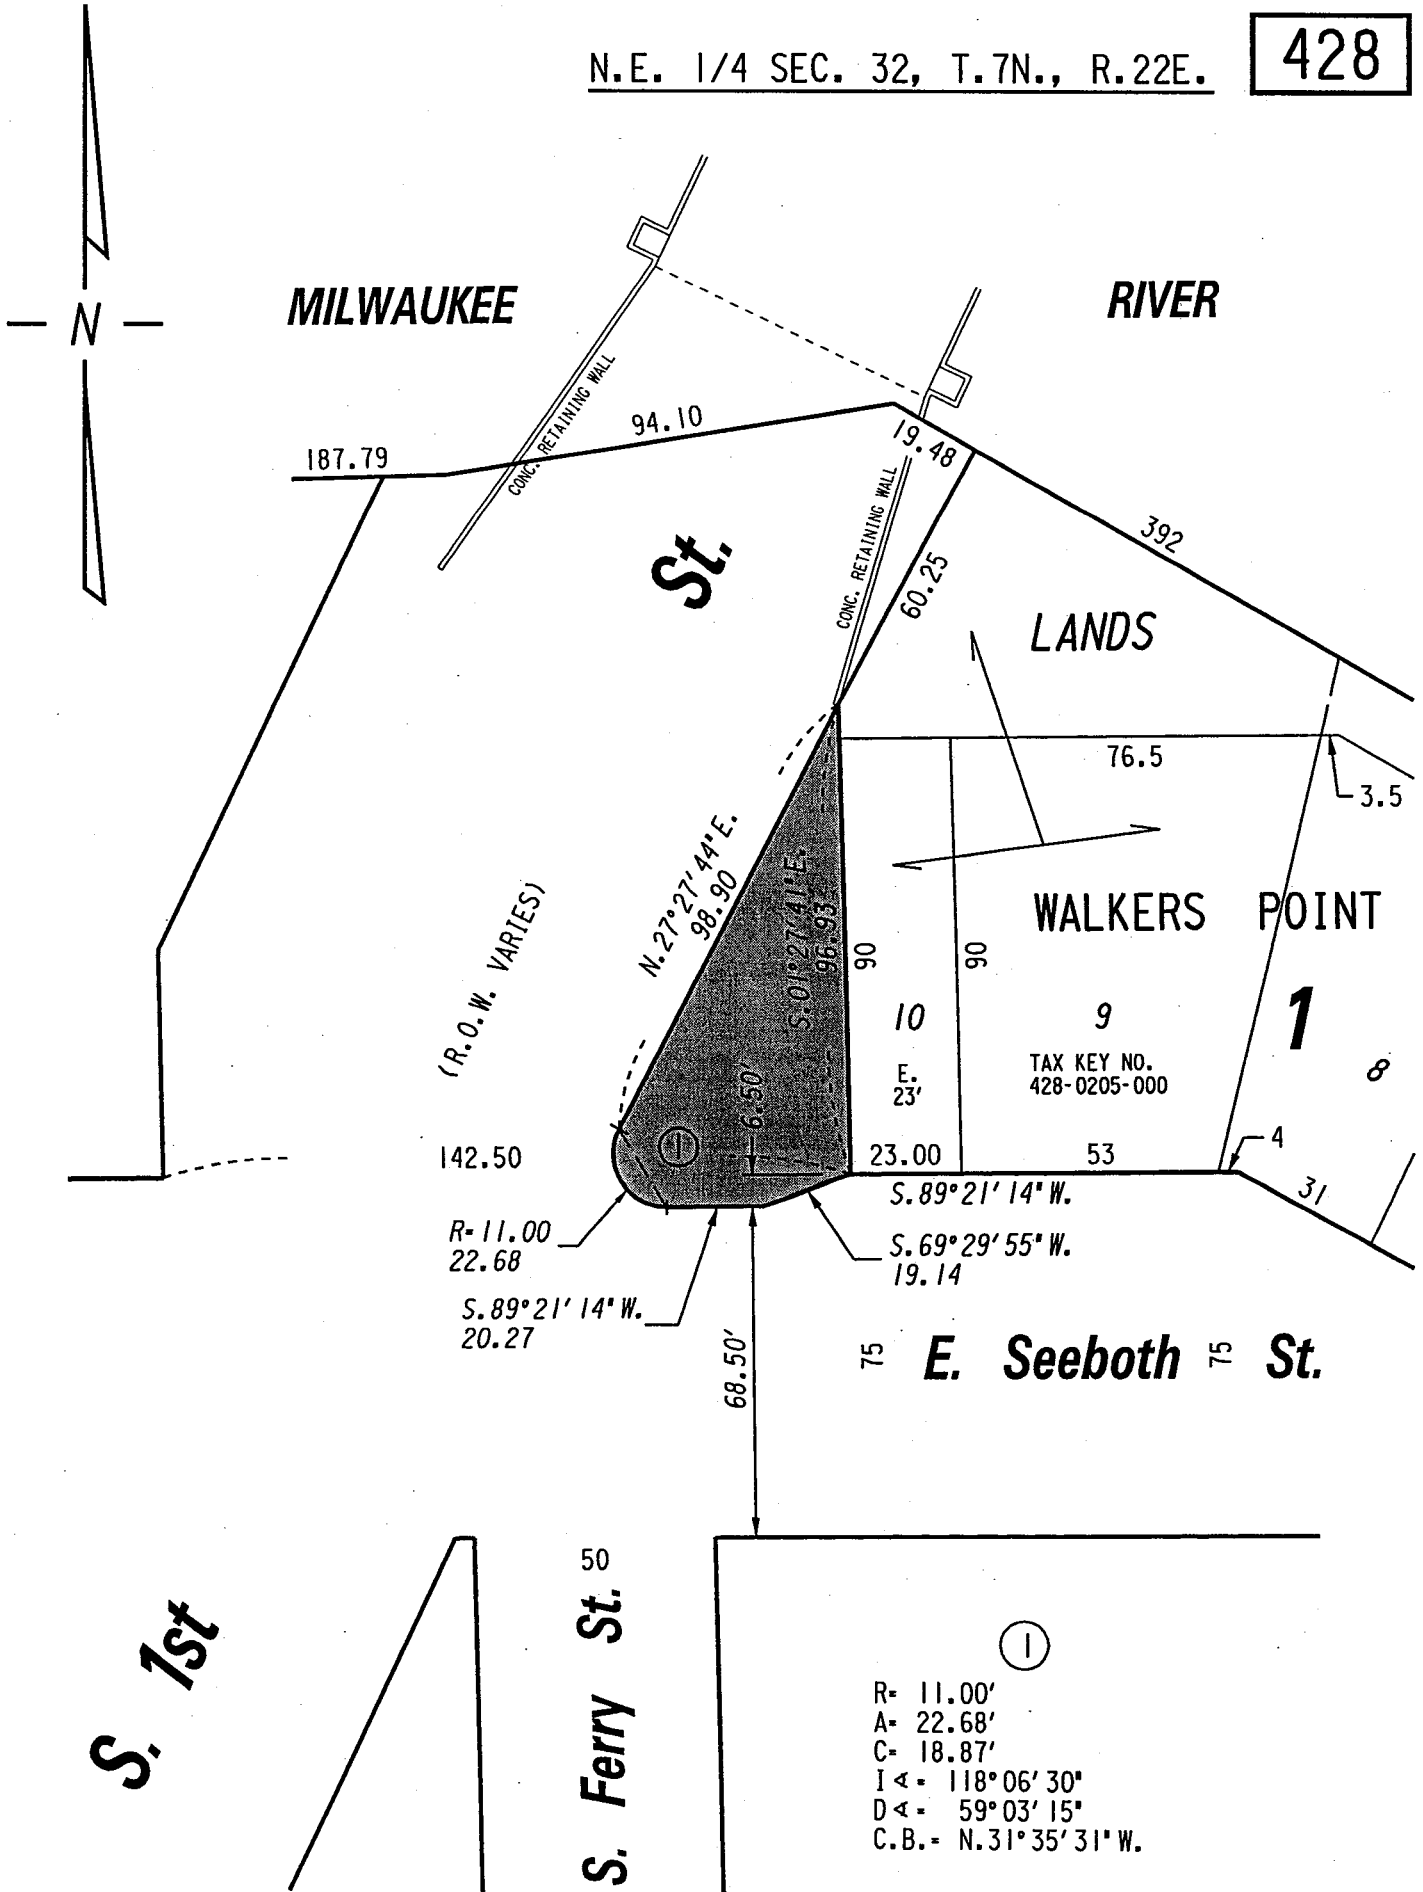 N.E. 1/4 SEC. 32, T.7N., R.22E.
428
N
MILWAUKEE
RIVER
CONC. RETAINING WALL
94.10
187.79
19.48
CONC. RETAINING WALL
392
St.
60.25
LANDS
76.5
3.5
N.27°27'44"E.
98.90
S.01°27'41"E.
96.93
(R.O.W. VARIES)
WALKERS POINT
90
90
10
9
1
E.
23'
TAX KEY NO.
428-0205-000
8
6.50'
1
142.50
23.00
53
4
S.89°21'14"W.
31
R=11.00
22.68
S.69°29'55"W.
19.14
S.89°21'14"W.
20.27
68.50'
75
E. Seeboth
75
St.
50
S. Ferry St.
S. 1st
1
R= 11.00'
A= 22.68'
C= 18.87'
I∢= 118°06'30"
D∢= 59°03'15"
C.B.= N.31°35'31"W.